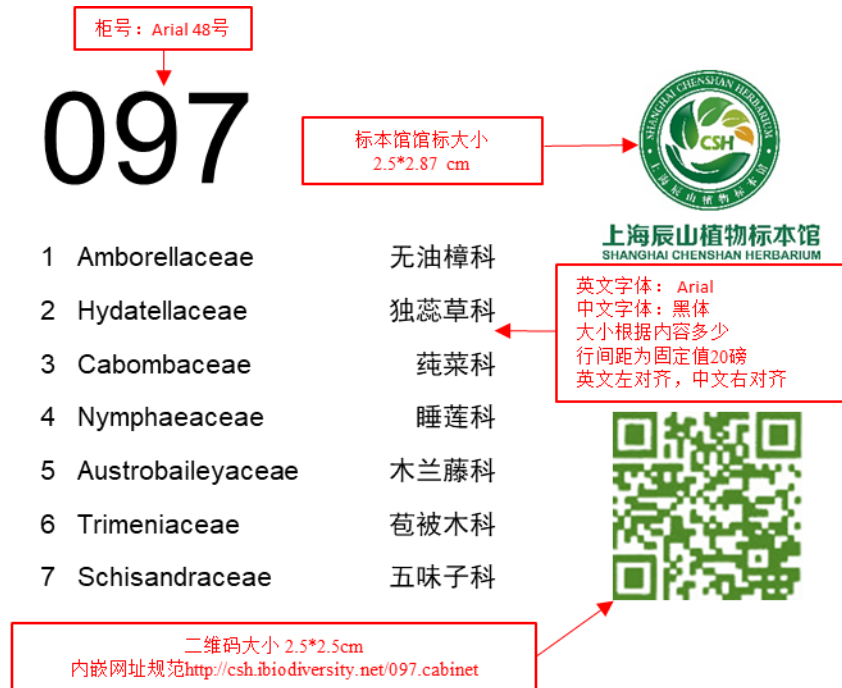 柜号：Arial 48号
097
标本馆馆标大小
2.5*2.87 cm
SHANGHAI CHENSHAN HERBARIUM
CSH
上海辰山植物标本馆
上海辰山植物标本馆
SHANGHAI CHENSHAN HERBARIUM
1 Amborellaceae 无油樟科
2 Hydatellaceae 独蕊草科
3 Cabombaceae 莼菜科
4 Nymphaeaceae 睡莲科
5 Austrobaileyaceae 木兰藤科
6 Trimeniaceae 苞被木科
7 Schisandraceae 五味子科
英文字体： Arial
中文字体：黑体
大小根据内容多少
行间距为固定值20磅
英文左对齐，中文右对齐
二维码大小 2.5*2.5cm
内嵌网址规范http://csh.ibiodiversity.net/097.cabinet